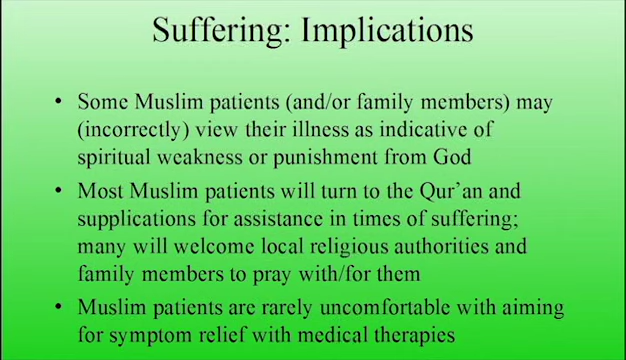 Suffering: Implications
• Some Muslim patients (and/or family members) may
(incorrectly) view their illness as indicative of
spiritual weakness or punishment from God
• Most Muslim patients will turn to the Qur’an and
supplications for assistance in times of suffering;
many will welcome local religious authorities and
family members to pray with/for them
• Muslim patients are rarely uncomfortable with aiming
for symptom relief with medical therapies